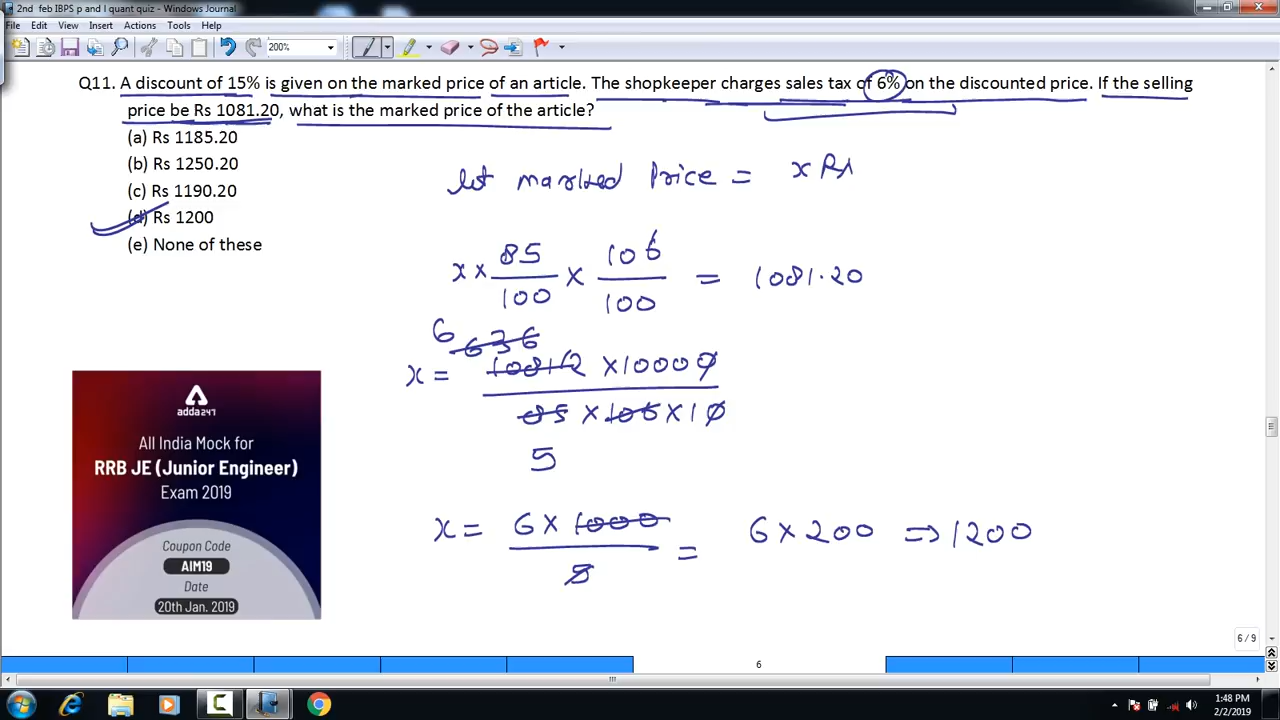 2nd feb IBPS p and I quant quiz - Windows Journal
File Edit View Insert Actions Tools Help
200%
Q11. A discount of 15% is given on the marked price of an article. The shopkeeper charges sales tax of 6% on the discounted price. If the selling
price be Rs 1081.20, what is the marked price of the article?
(a) Rs 1185.20
(b) Rs 1250.20
(c) Rs 1190.20
(d) Rs 1200
(e) None of these
let marked Price = x Rs
x × 85/100 × 106/100 = 1081.20
6 636
x = 108112 × 10000
85 × 106 × 10
5
x = 6 × 1000 / 5 = 6 × 200 ⇒ 1200
adda247
All India Mock for
RRB JE (Junior Engineer)
Exam 2019
Coupon Code
AIM19
Date
20th Jan. 2019
6 / 9
6
1:48 PM
2/2/2019